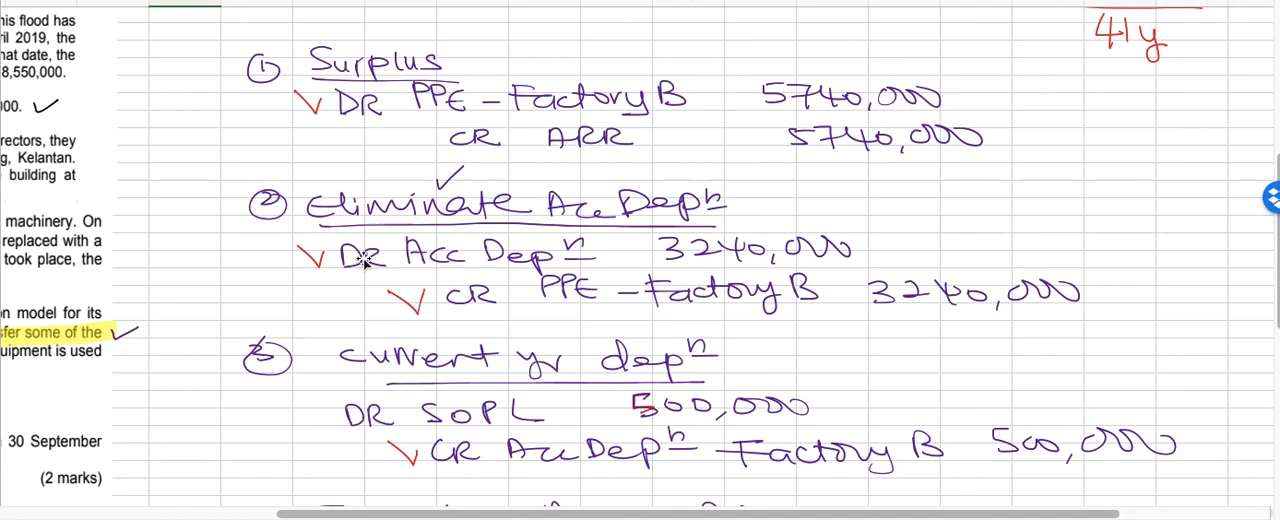 his flood has
ril 2019, the
hat date, the
8,550,000.
000. ✓
rectors, they
g, Kelantan.
building at
machinery. On
replaced with a
took place, the
on model for its
sfer some of the ✓
quipment is used
30 September
(2 marks)
41y
① Surplus
✓ DR PPE – Factory B 5740,000
CR ARR 5740,000
② Eliminate Acc Depⁿ ✓
✓ DR Acc Depⁿ 3240,000
✓ CR PPE – Factory B 3240,000
③ Current yr depⁿ
DR SOPL 500,000
✓ CR Acc Depⁿ – Factory B 500,000